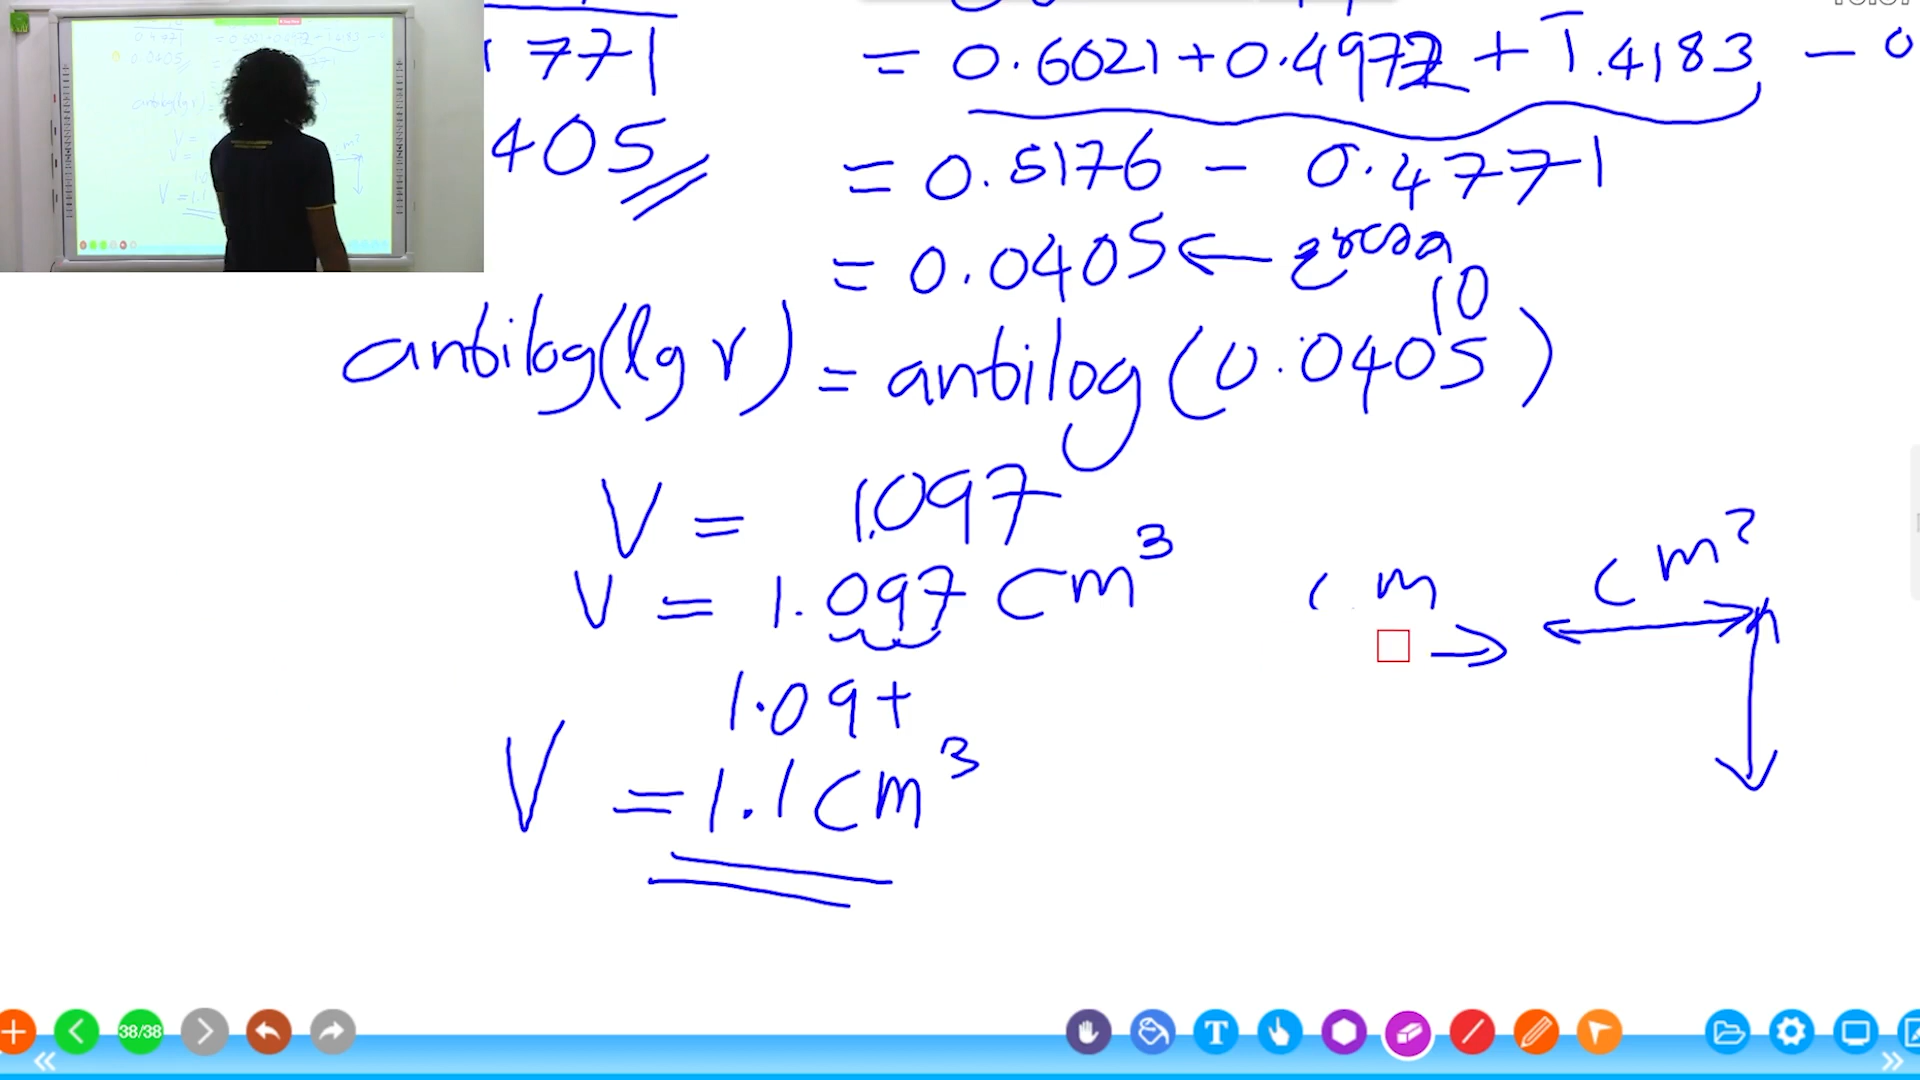 771
= 0.6021 + 0.4972 + 1̅.4183 - 0
405
= 0.5176 - 0.4771
= 0.0405 ←
10
antilog(lg r) = antilog(0.0405)
V = 1.097
V = 1.097 cm³
cm →
cm²
1.09+
V = 1.1 cm³
38/38
T